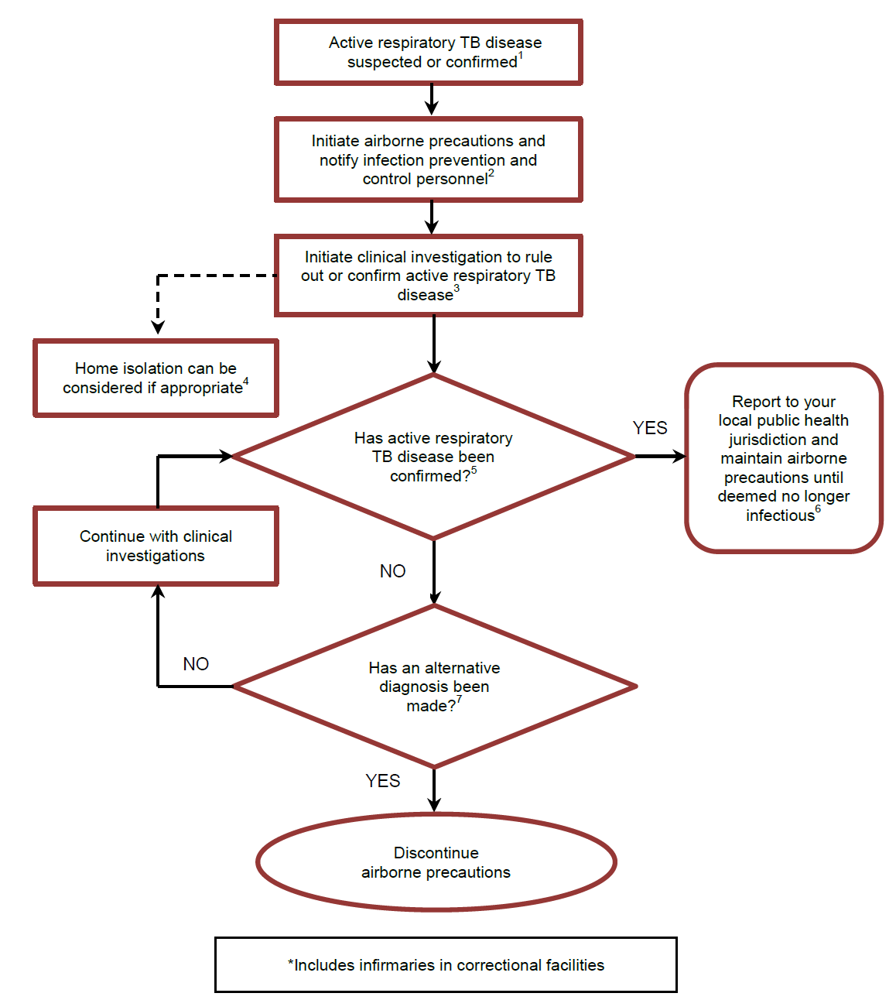 Active respiratory TB disease
suspected or confirmed1
Initiate airborne precautions and
notify infection prevention and
control personnel2
Initiate clinical investigation to rule
out or confirm active respiratory TB
disease3
Home isolation can be
considered if appropriate4
Has active respiratory
TB disease been
confirmed?5
YES
Report to your
local public health
jurisdiction and
maintain airborne
precautions until
deemed no longer
infectious6
Continue with clinical
investigations
NO
NO
Has an alternative
diagnosis been
made?7
YES
Discontinue
airborne precautions
*Includes infirmaries in correctional facilities